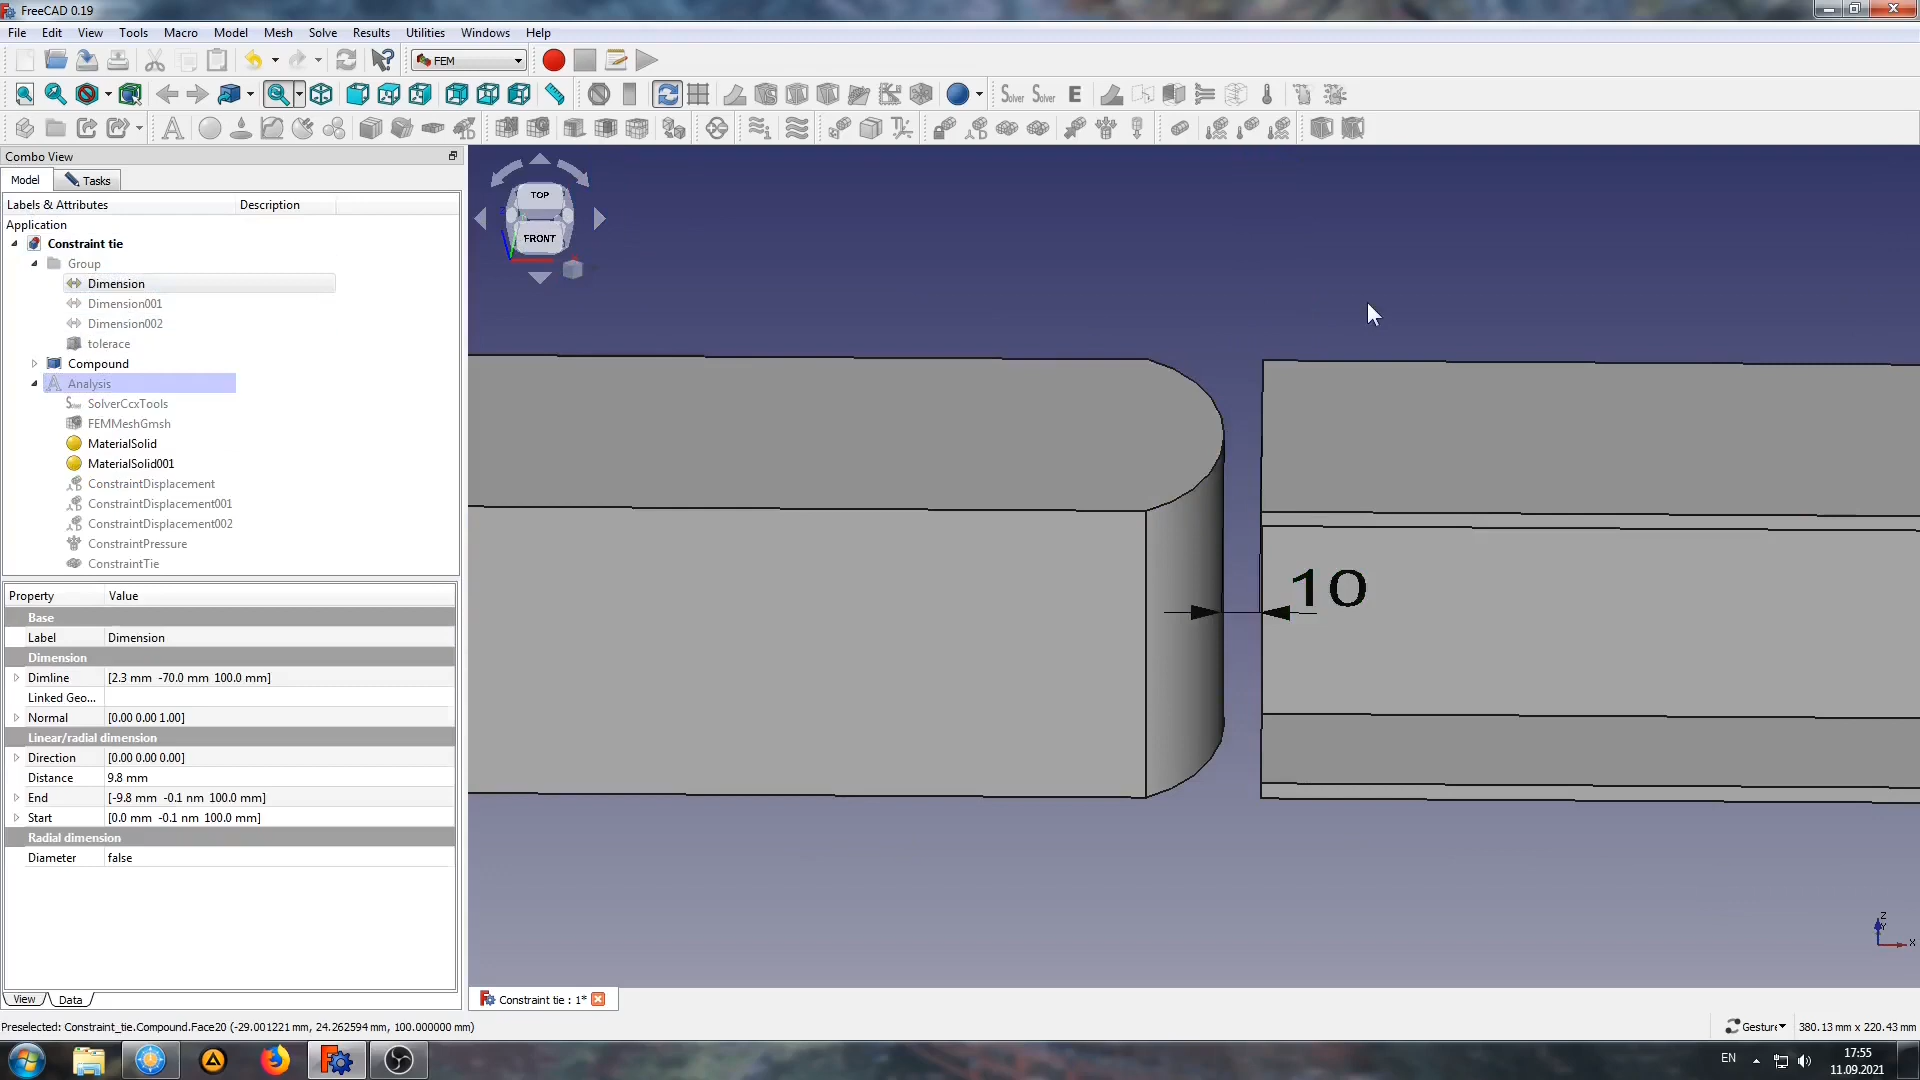 FreeCAD 0.19
File Edit View Tools Macro Model Mesh Solve Results Utilities Windows Help
FEM
Solver Solver E
Combo View
Model Tasks
Labels & Attributes Description
Application
Constraint tie
Group
Dimension
Dimension001
Dimension002
tolerace
Compound
Analysis
SolverCcxTools
FEMMeshGmsh
MaterialSolid
MaterialSolid001
ConstraintDisplacement
ConstraintDisplacement001
ConstraintDisplacement002
ConstraintPressure
ConstraintTie
Property Value
Base
Label Dimension
Dimension
Dimline [2.3 mm -70.0 mm 100.0 mm]
Linked Geo...
Normal [0.00 0.00 1.00]
Linear/radial dimension
Direction [0.00 0.00 0.00]
Distance 9.8 mm
End [-9.8 mm -0.1 nm 100.0 mm]
Start [0.0 mm -0.1 nm 100.0 mm]
Radial dimension
Diameter false
View Data
TOP
FRONT
10
Z
Y
X
Constraint tie : 1*
Preselected: Constraint_tie.Compound.Face20 (-29.001221 mm, 24.262594 mm, 100.000000 mm)
Gesture 380.13 mm x 220.43 mm
EN
17:55
11.09.2021